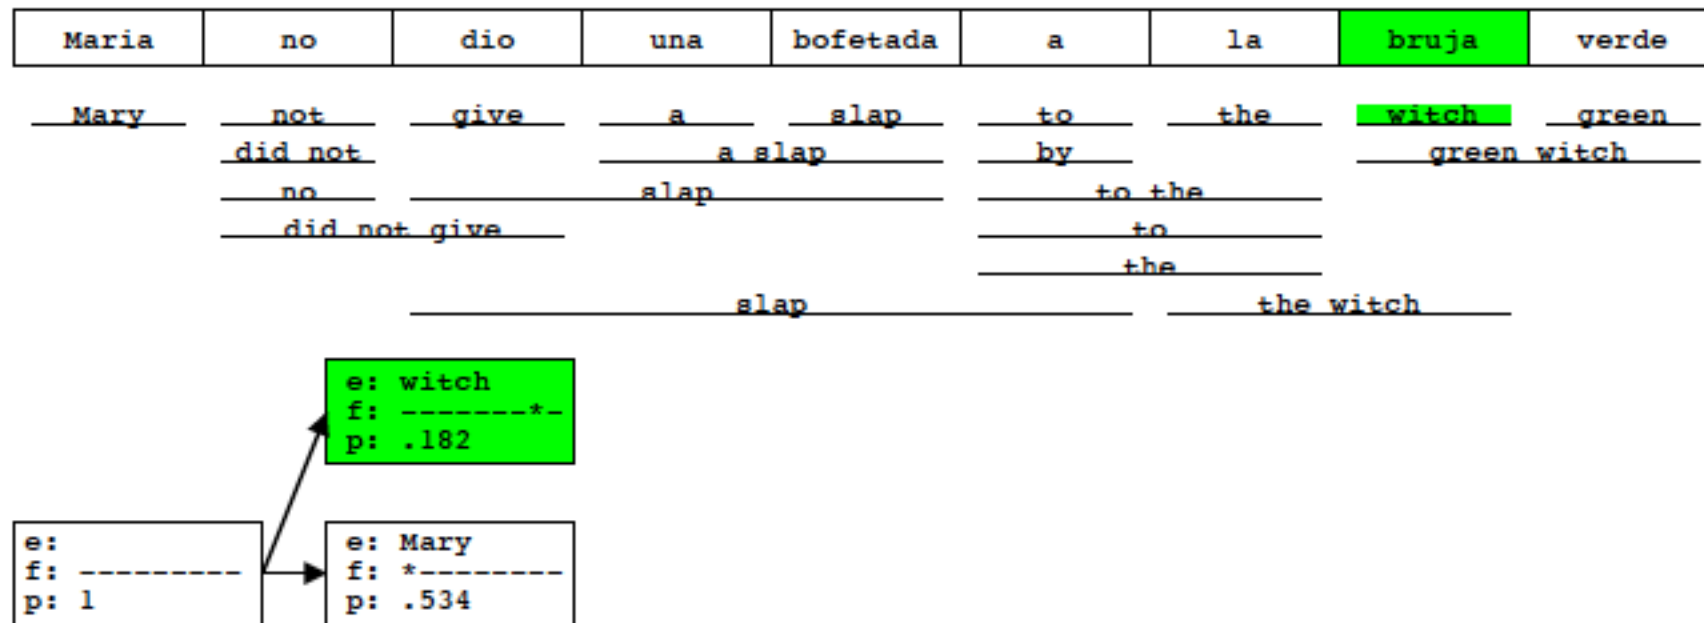 Maria no dio una bofetada a la bruja verde
Mary not give a slap to the witch green
did not a slap by green witch
no slap to the
did not give to
the
slap the witch
e: witch
f: -------*-
p: .182
e:
f: ---------
p: 1
e: Mary
f: *--------
p: .534